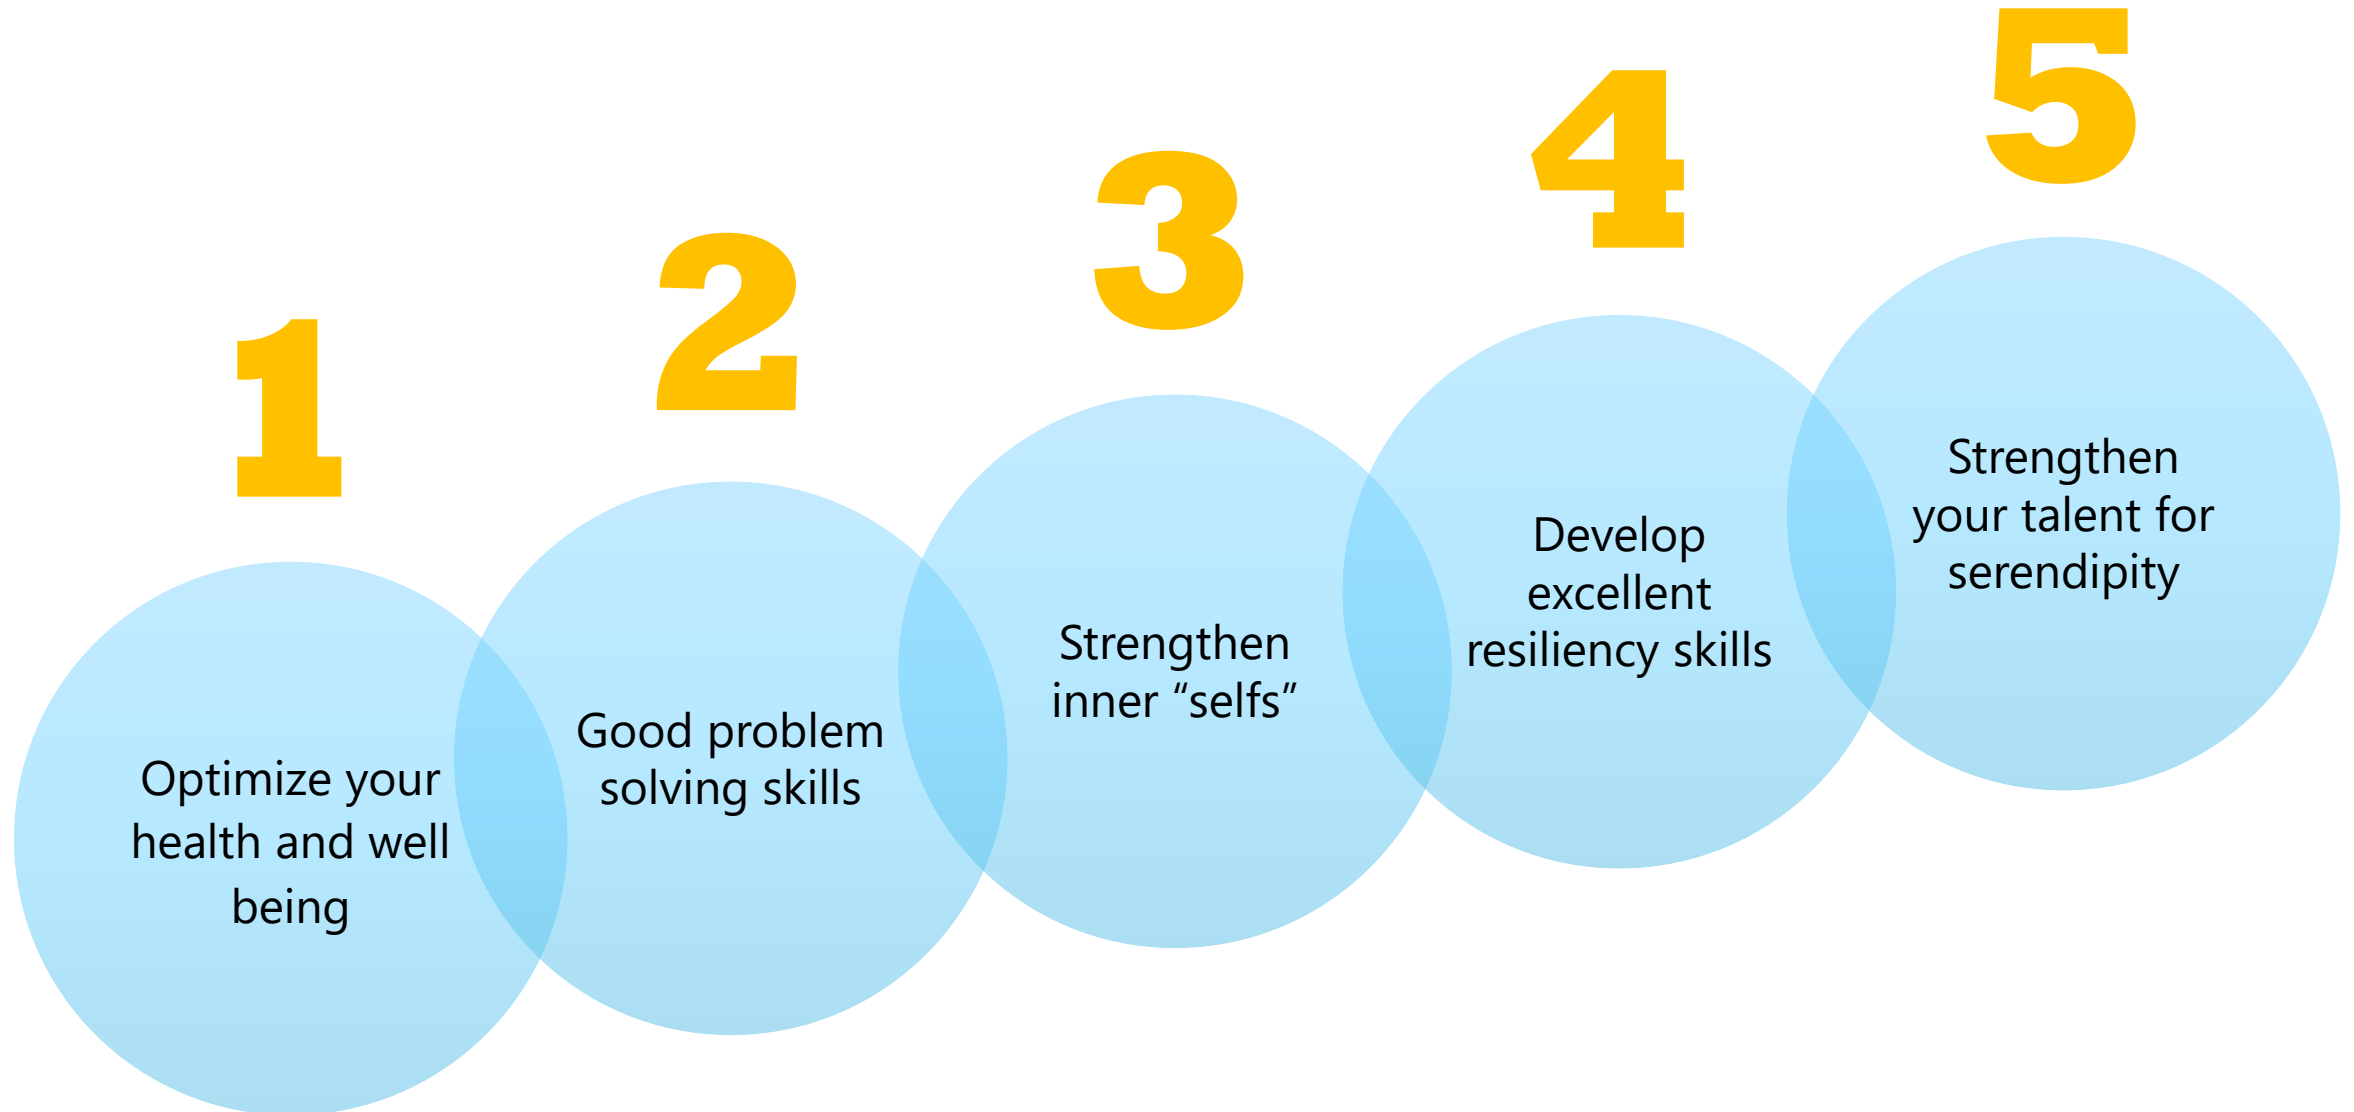 1
Optimize your
health and well
being
2
Good problem
solving skills
3
Strengthen
inner “selfs”
4
Develop
excellent
resiliency skills
5
Strengthen
your talent for
serendipity